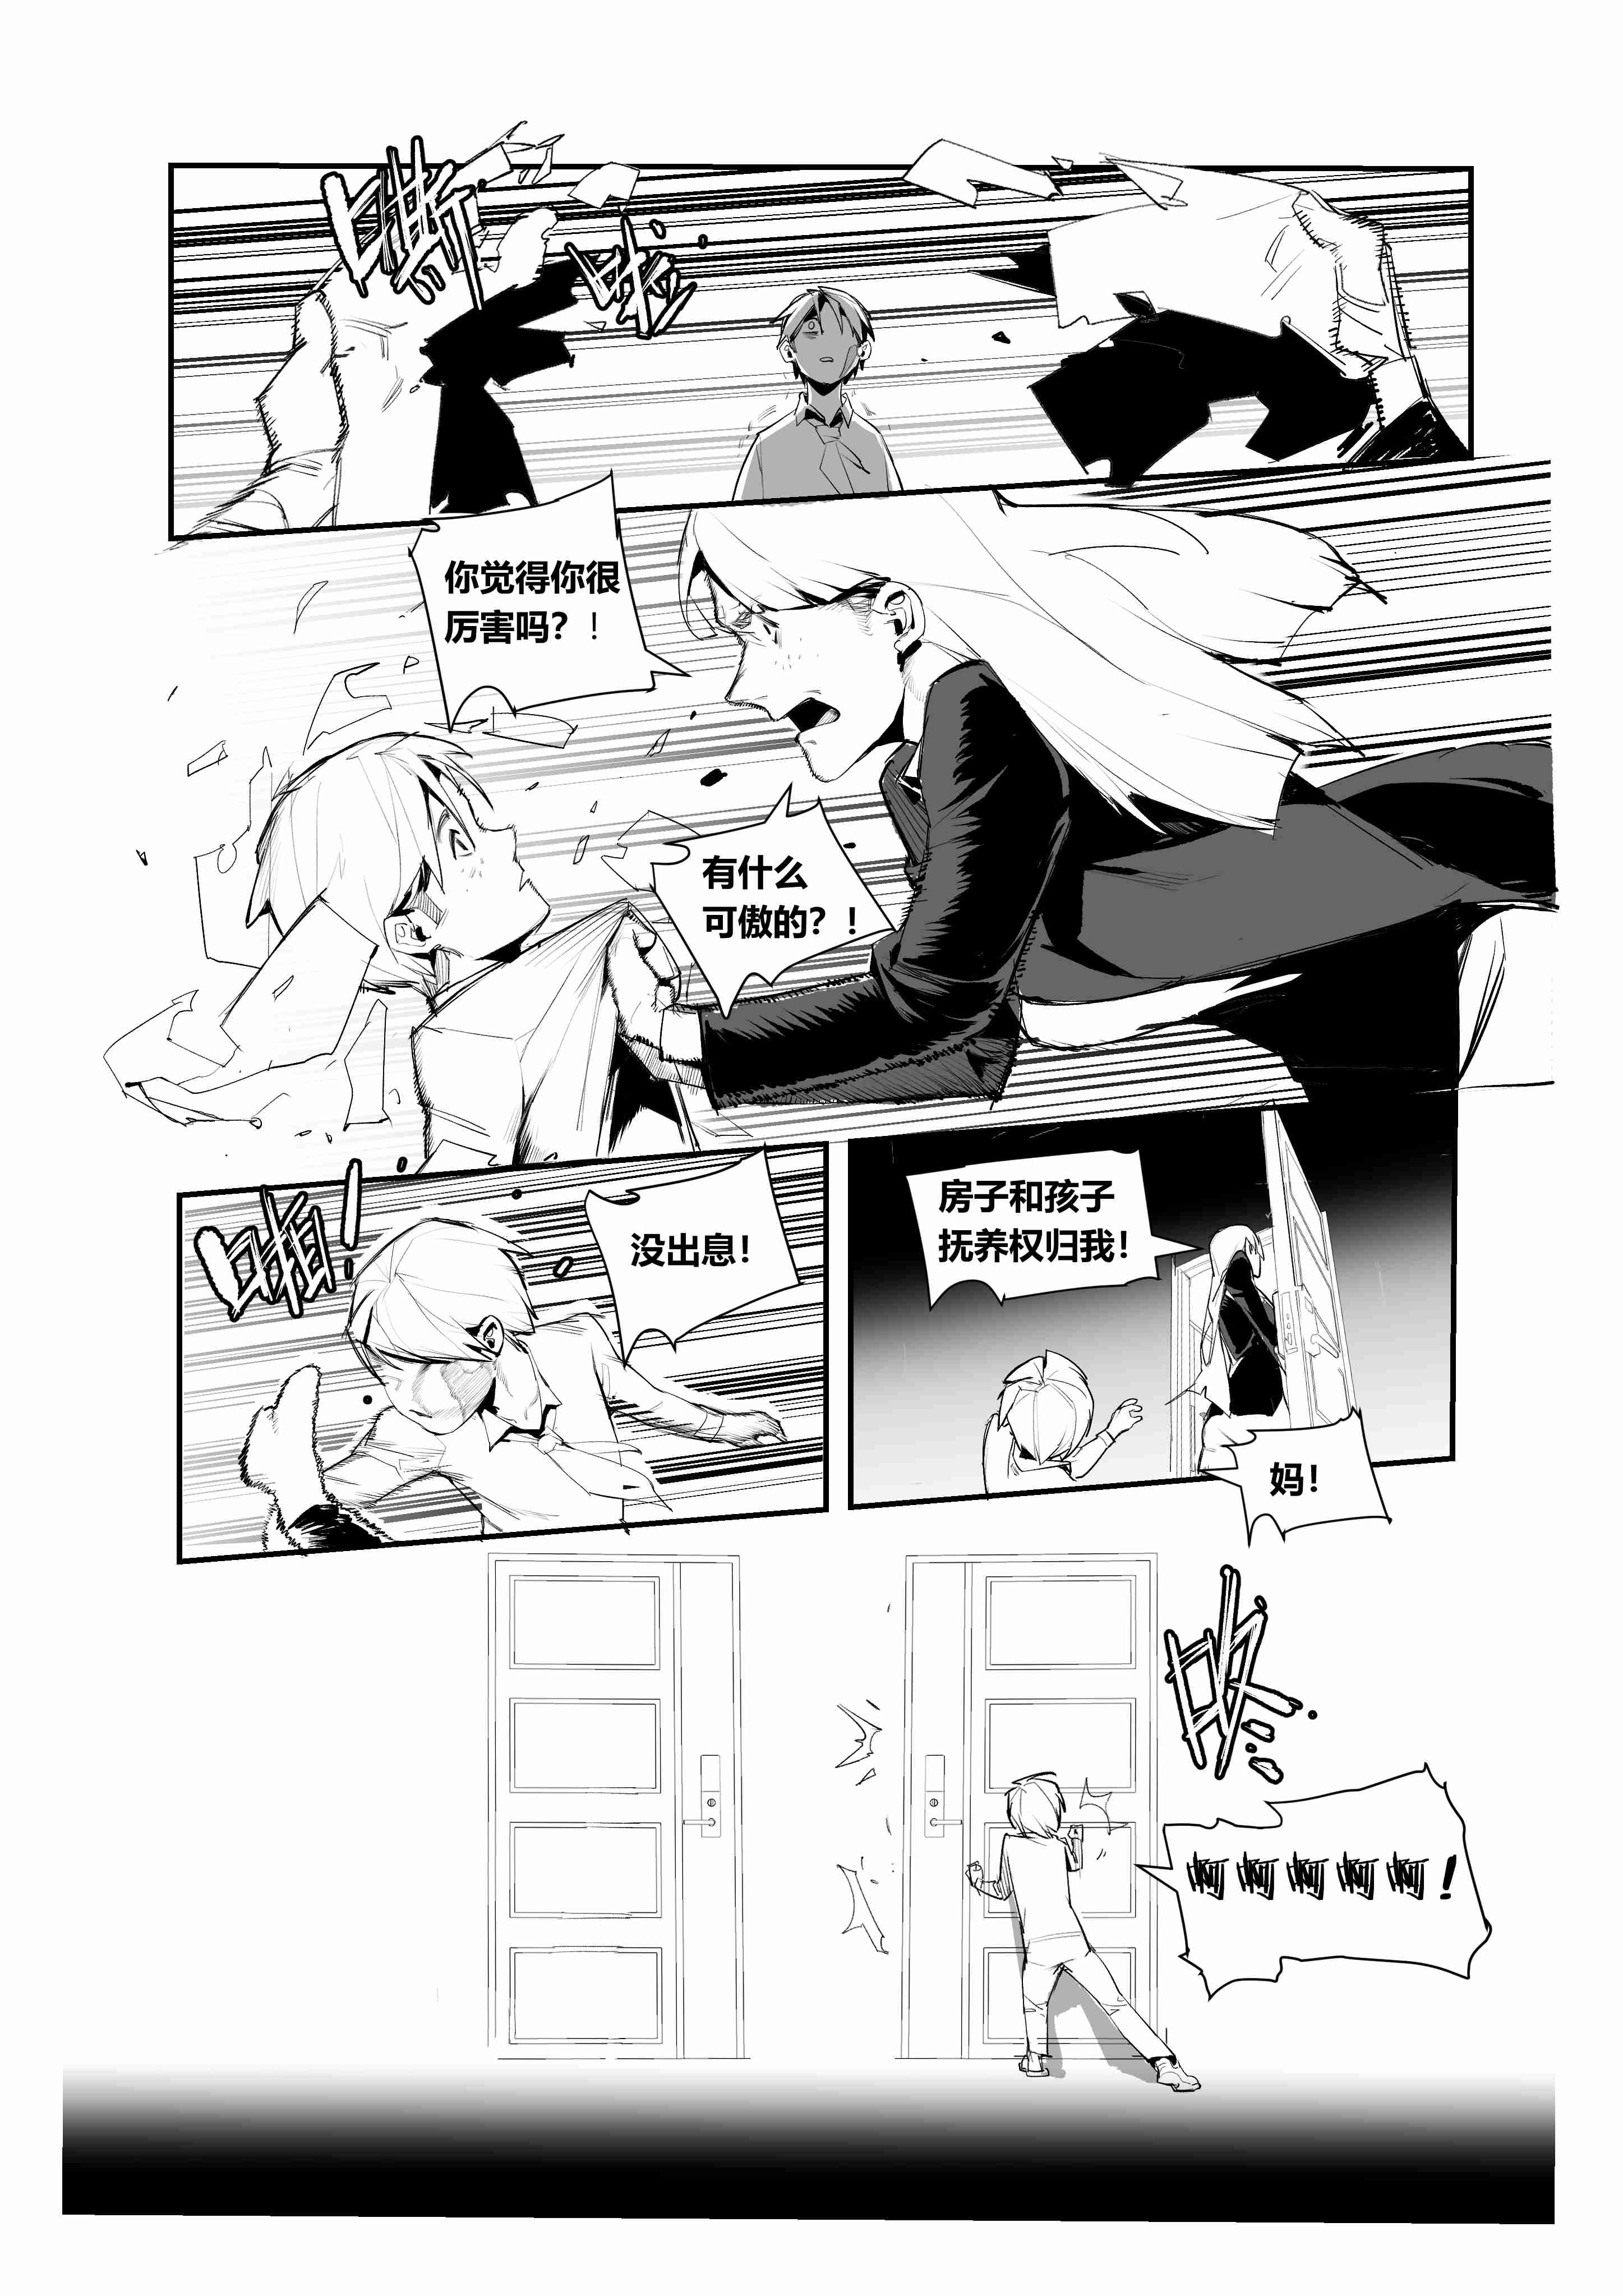 嘶
啦
你觉得你很
厉害吗？！
有什么
可傲的？！
啪！
没出息！
房子和孩子
抚养权归我！
妈！
哐
啊啊啊啊啊！